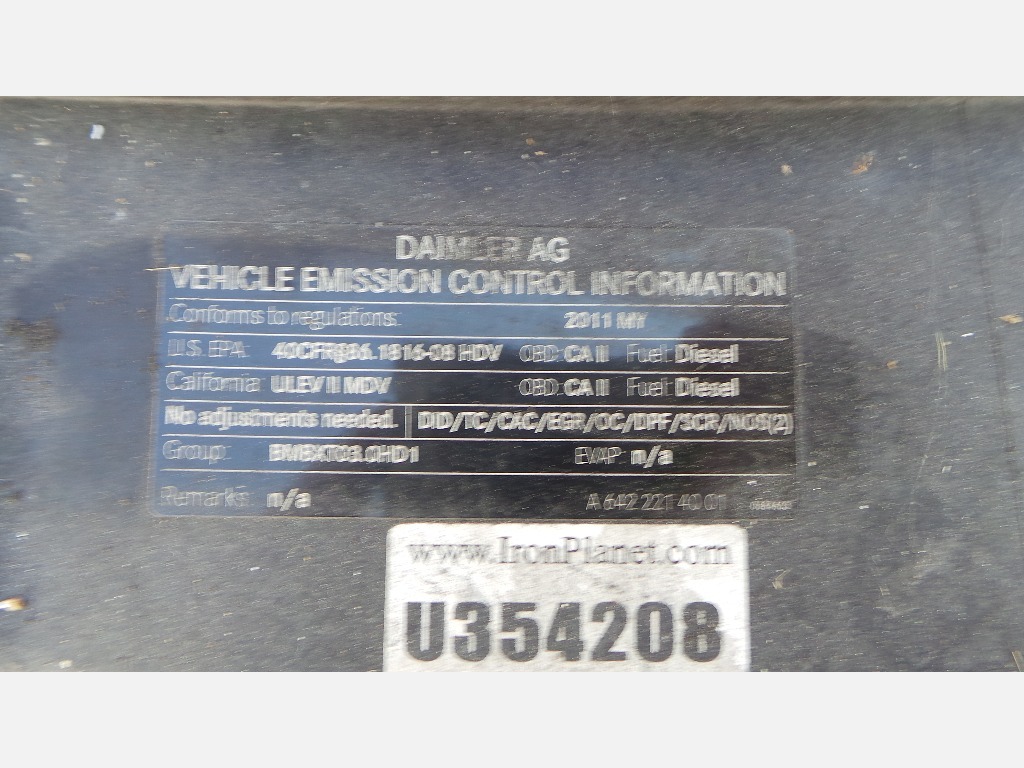 DAIMLER AG
VEHICLE EMISSION CONTROL INFORMATION
Conforms to regulations: 2011 MY
U.S. EPA: 40CFR§86.1816-08 HDV OBD: CA II Fuel: Diesel
California: ULEV II MDV OBD: CA II Fuel: Diesel
No adjustments needed. DID/TC/CAC/EGR/OC/DPF/SCR/NOS(2)
Group: BMBXT03.0HD1 EVAP: n/a
Remarks: n/a A 642 221 40 01
www.IronPlanet.com
U354208